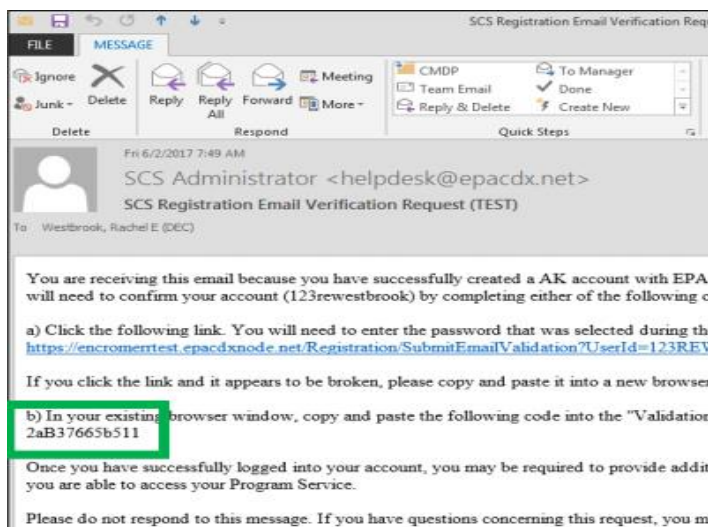 SCS Registration Email Verification Requ
FILE MESSAGE
Ignore
Junk
Delete
Reply
Reply All
Forward
Meeting
More
CMDP
Team Email
Reply & Delete
To Manager
Done
Create New
Delete
Respond
Quick Steps
Fri 6/2/2017 7:49 AM
SCS Administrator <helpdesk@epacdx.net>
SCS Registration Email Verification Request (TEST)
To Westbrook, Rachel E (DEC)
You are receiving this email because you have successfully created a AK account with EPA
will need to confirm your account (123rewestbrook) by completing either of the following o
a) Click the following link. You will need to enter the password that was selected during th
https://encromerrtest.epacdxnode.net/Registration/SubmitEmailValidation?UserId=123REW
If you click the link and it appears to be broken, please copy and paste it into a new browser
b) In your existing browser window, copy and paste the following code into the "Validation
2aB37665b511
Once you have successfully logged into your account, you may be required to provide addit
you are able to access your Program Service.
Please do not respond to this message. If you have questions concerning this request, you m